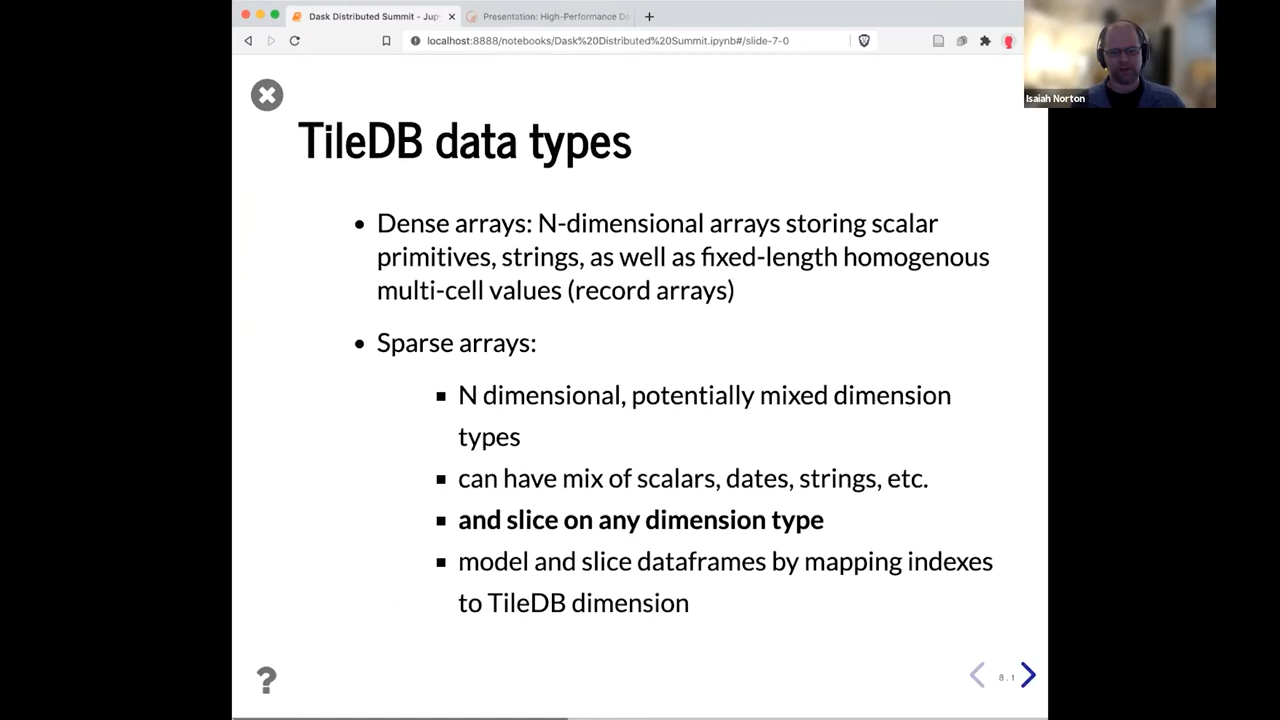 Dask Distributed Summit - Jup
Presentation: High-Performance Da
localhost:8888/notebooks/Dask%20Distributed%20Summit.ipynb#/slide-7-0
Isaiah Norton
TileDB data types
• Dense arrays: N-dimensional arrays storing scalar
primitives, strings, as well as fixed-length homogenous
multi-cell values (record arrays)
• Sparse arrays:
▪ N dimensional, potentially mixed dimension
types
▪ can have mix of scalars, dates, strings, etc.
▪ and slice on any dimension type
▪ model and slice dataframes by mapping indexes
to TileDB dimension
?
8.1